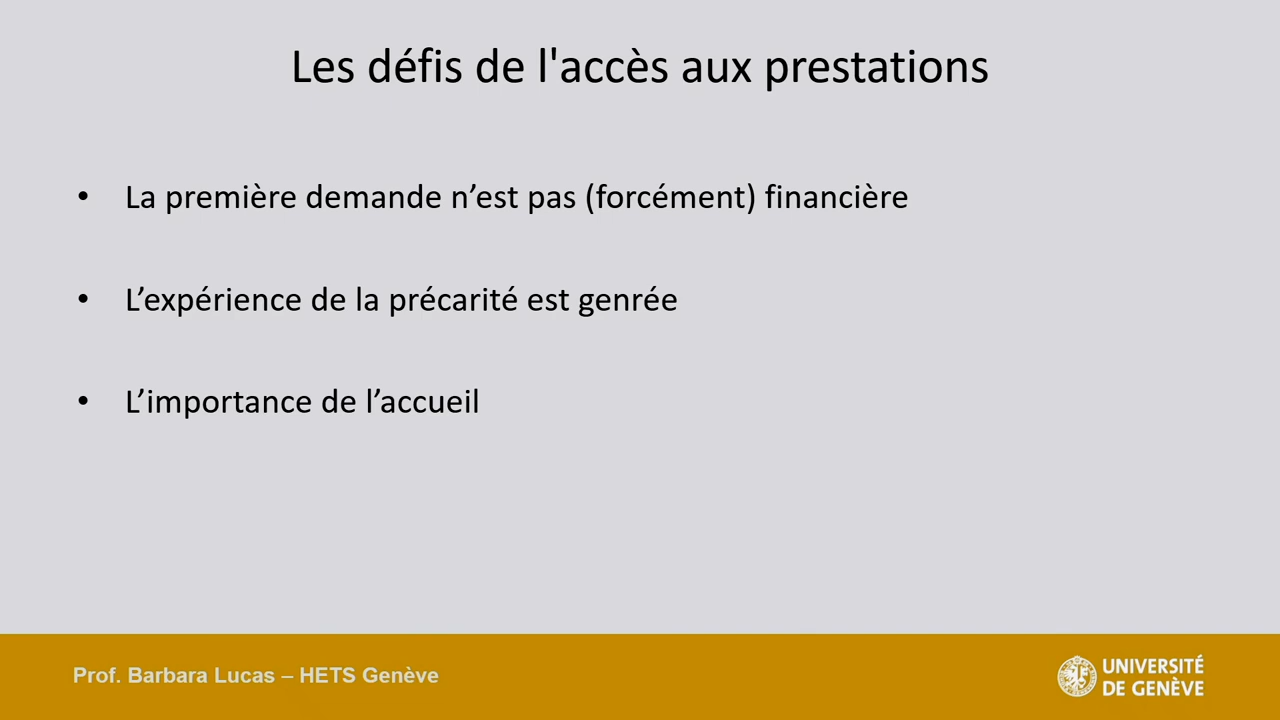 Les défis de l'accès aux prestations
• La première demande n’est pas (forcément) financière
• L’expérience de la précarité est genrée
• L’importance de l’accueil
Prof. Barbara Lucas – HETS Genève
UNIVERSITÉ
DE GENÈVE